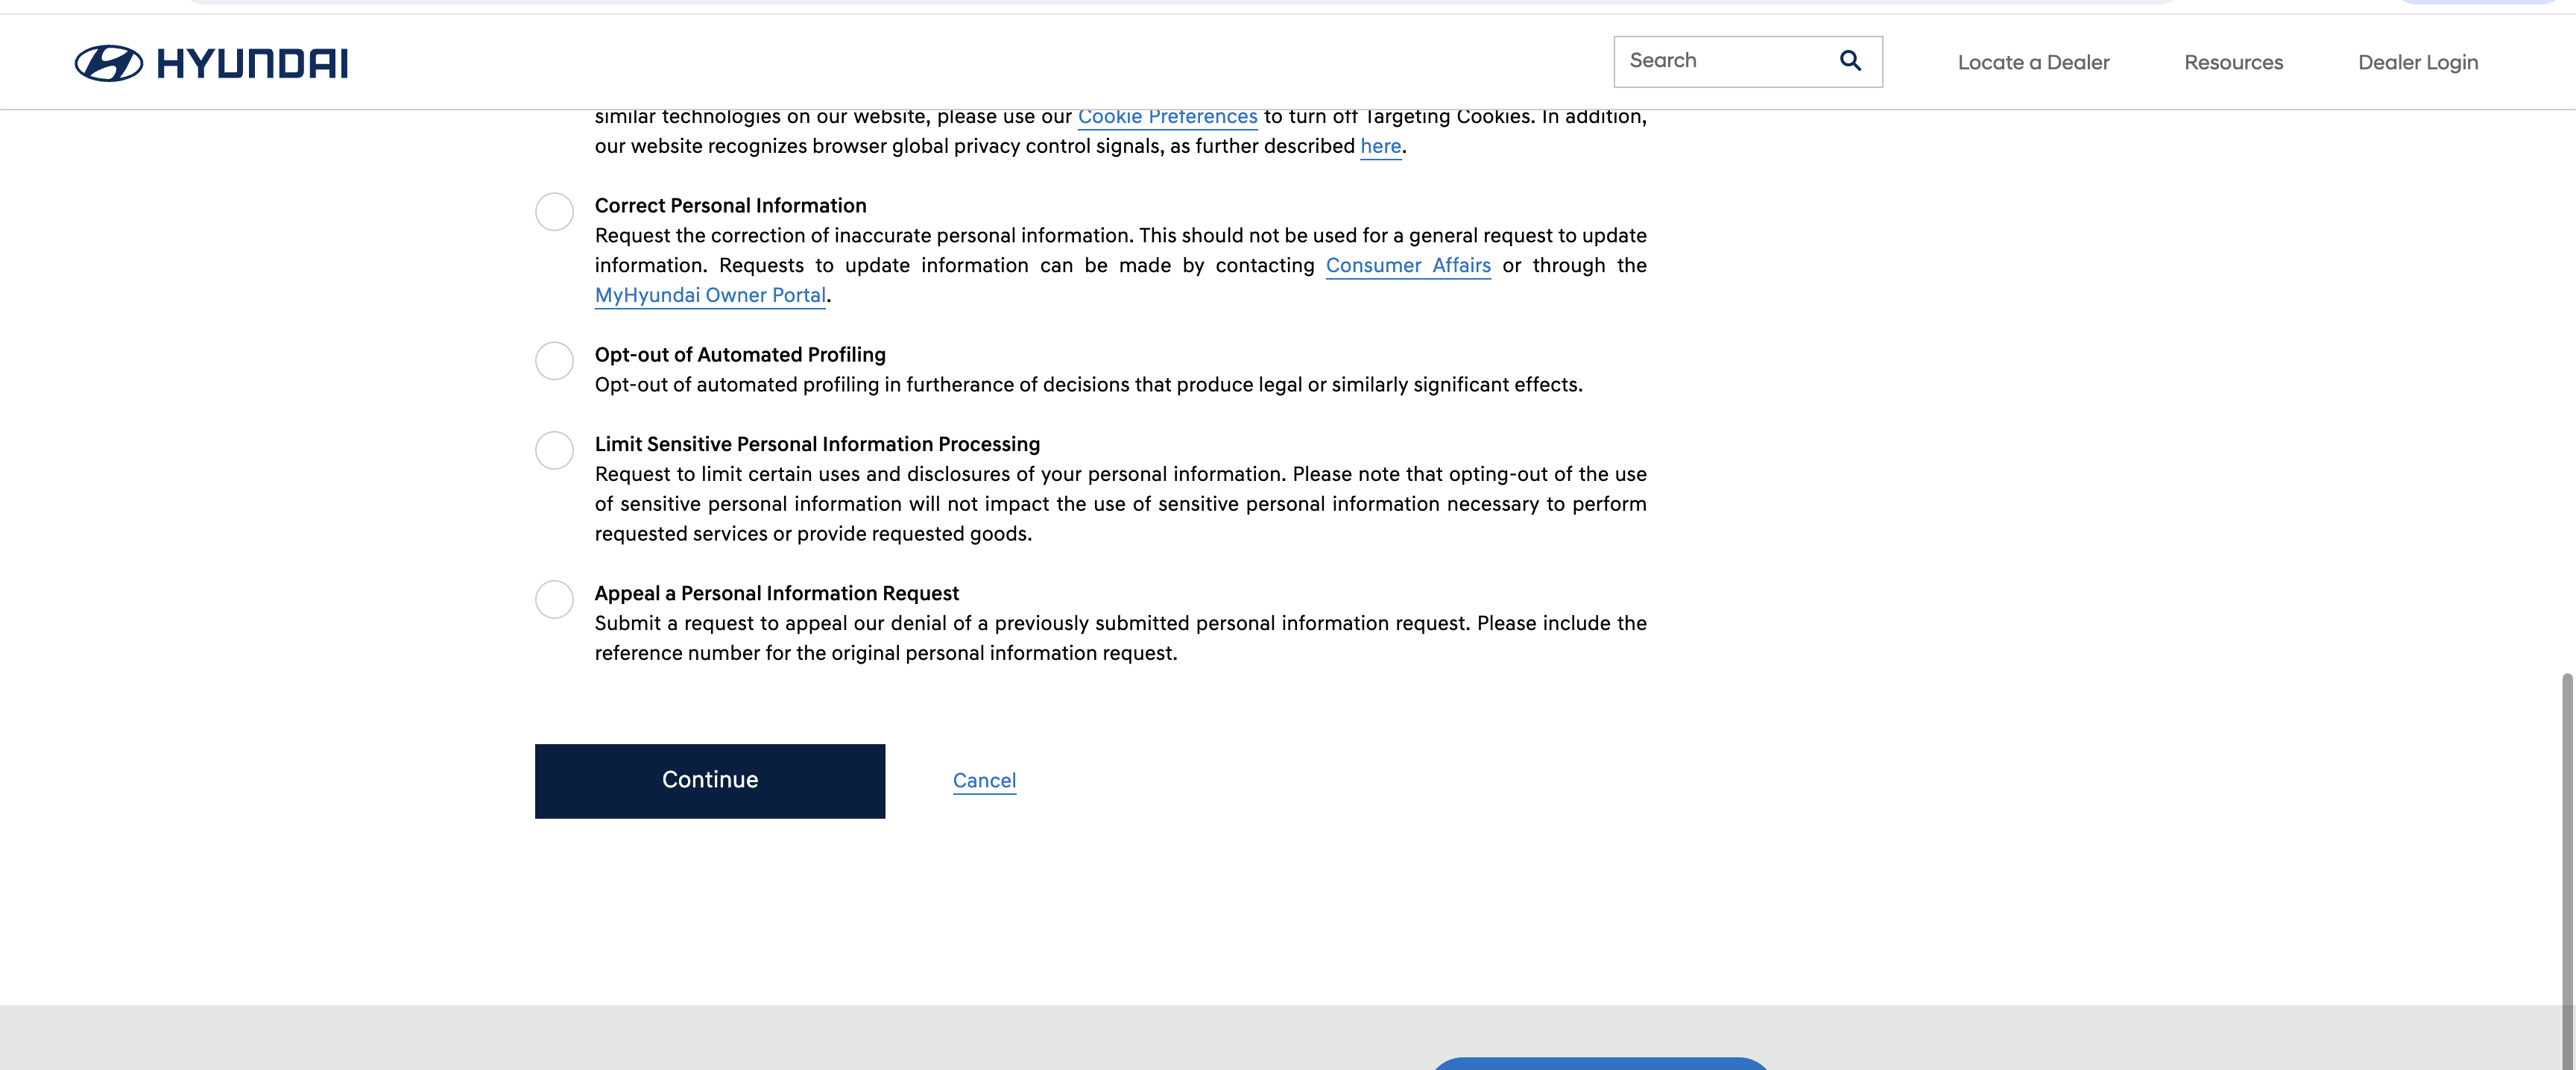 HYUNDAI
Search
Locate a Dealer
Resources
Dealer Login
similar technologies on our website, please use our Cookie Preferences to turn off Targeting Cookies. In addition,
our website recognizes browser global privacy control signals, as further described here.
Correct Personal Information
Request the correction of inaccurate personal information. This should not be used for a general request to update
information. Requests to update information can be made by contacting Consumer Affairs or through the
MyHyundai Owner Portal.
Opt-out of Automated Profiling
Opt-out of automated profiling in furtherance of decisions that produce legal or similarly significant effects.
Limit Sensitive Personal Information Processing
Request to limit certain uses and disclosures of your personal information. Please note that opting-out of the use
of sensitive personal information will not impact the use of sensitive personal information necessary to perform
requested services or provide requested goods.
Appeal a Personal Information Request
Submit a request to appeal our denial of a previously submitted personal information request. Please include the
reference number for the original personal information request.
Continue
Cancel